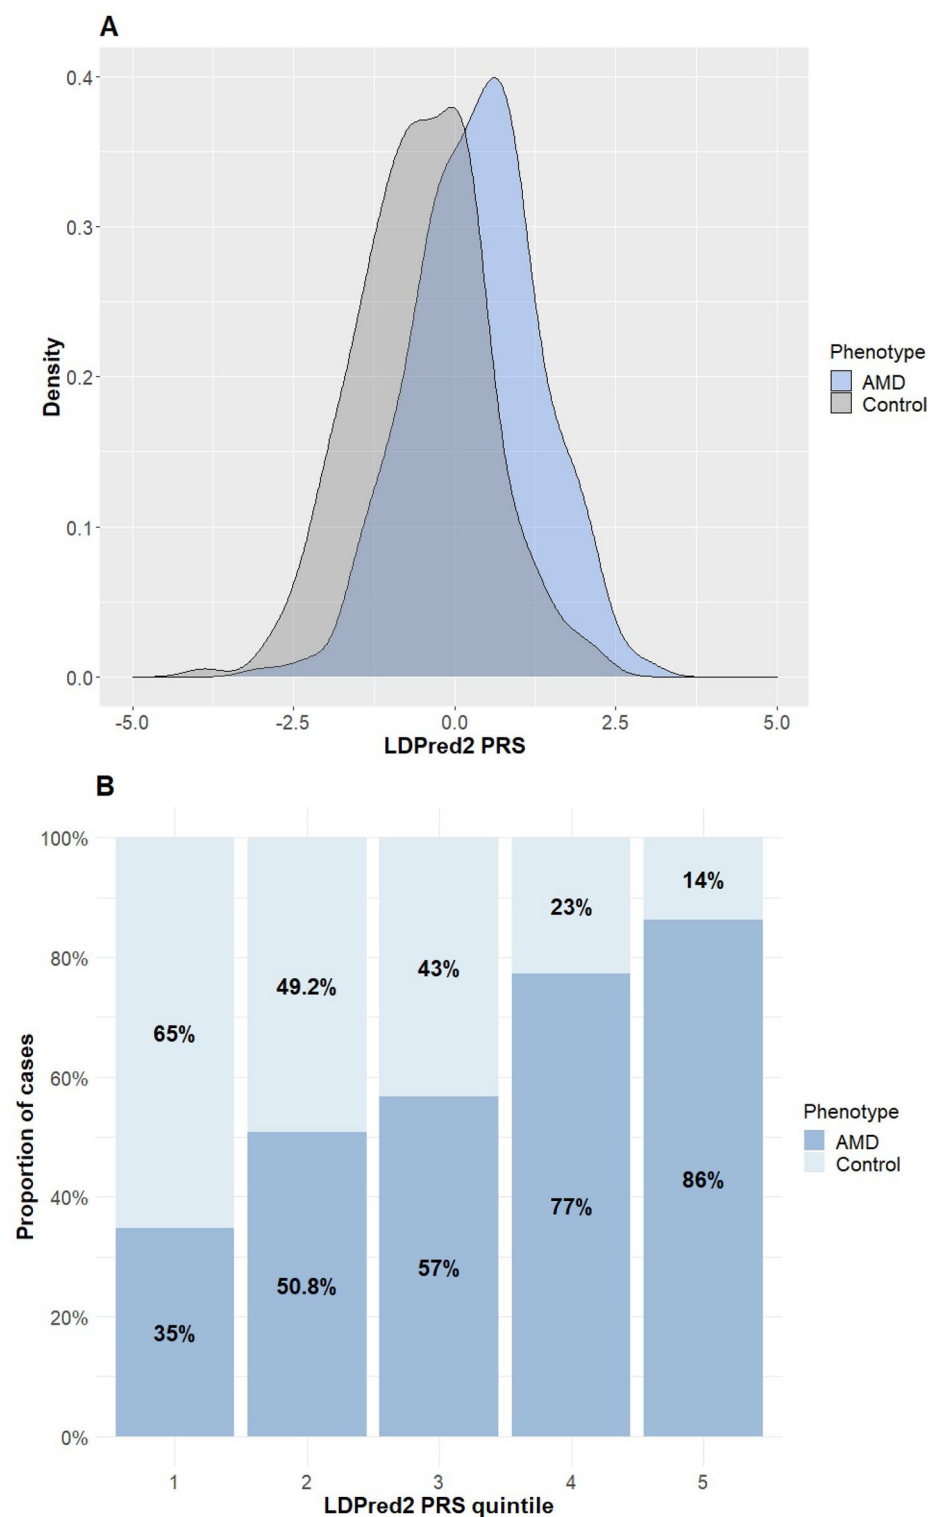 A
0.4
0.3
0.2
0.1
0.0
Density
-5.0 -2.5 0.0 2.5 5.0
LDPred2 PRS
Phenotype
AMD
Control
B
100%
80%
60%
40%
20%
0%
Proportion of cases
65% 49.2% 43% 23% 14%
35% 50.8% 57% 77% 86%
1 2 3 4 5
LDPred2 PRS quintile
Phenotype
AMD
Control